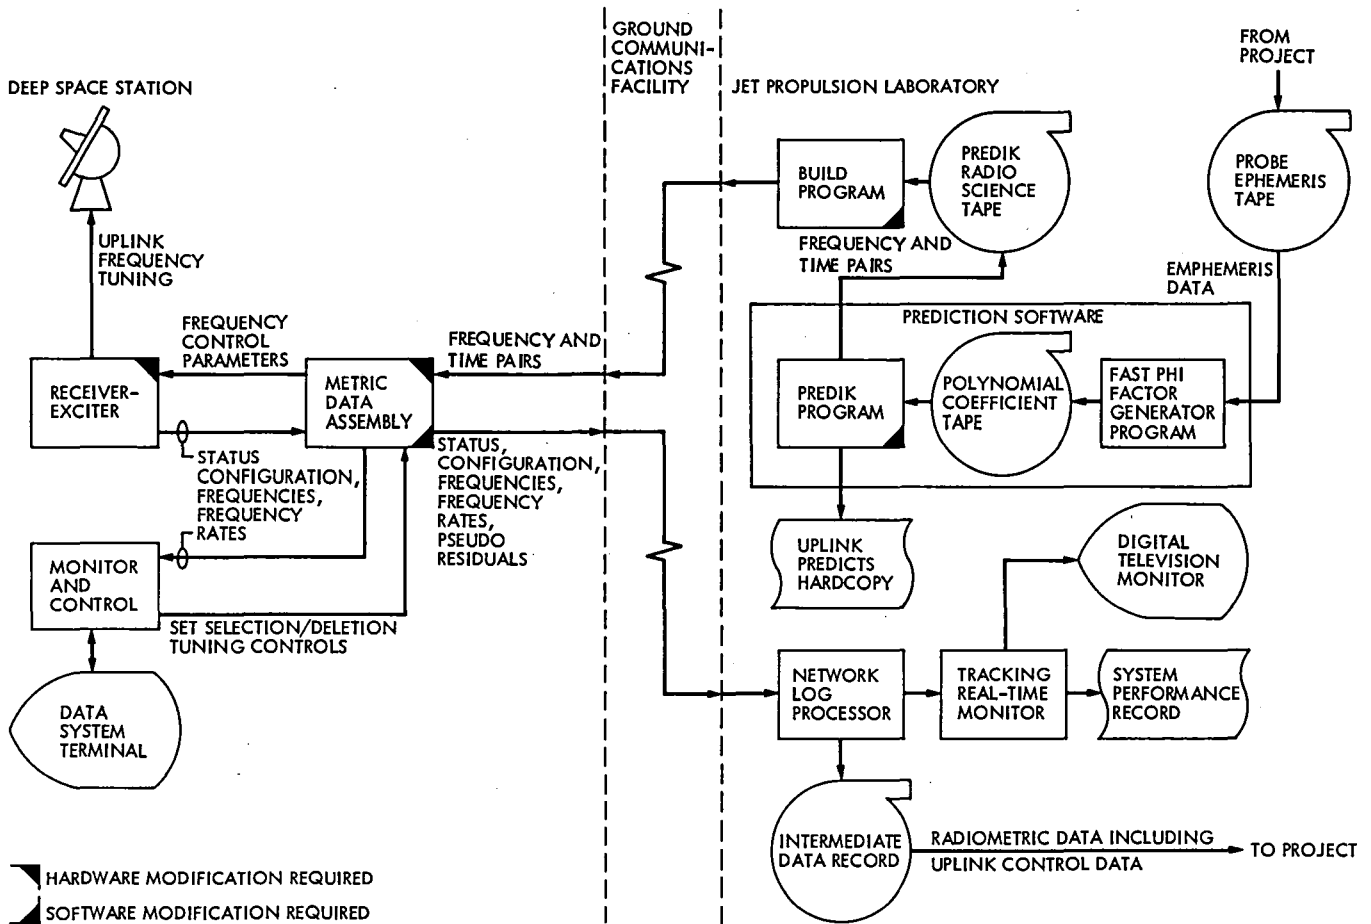 GROUND
COMMUNI-
CATIONS
FACILITY
FROM
PROJECT
DEEP SPACE STATION
JET PROPULSION LABORATORY
BUILD
PROGRAM
PREDIK
RADIO
SCIENCE
TAPE
PROBE
EPHEMERIS
TAPE
UPLINK
FREQUENCY
TUNING
FREQUENCY AND
TIME PAIRS
EMPHEMERIS
DATA
FREQUENCY
CONTROL
PARAMETERS
FREQUENCY AND
TIME PAIRS
PREDICTION SOFTWARE
RECEIVER-
EXCITER
METRIC
DATA
ASSEMBLY
PREDIK
PROGRAM
POLYNOMIAL
COEFFICIENT
TAPE
FAST PHI
FACTOR
GENERATOR
PROGRAM
STATUS
CONFIGURATION,
FREQUENCIES,
FREQUENCY
RATES
STATUS,
CONFIGURATION,
FREQUENCIES,
FREQUENCY
RATES,
PSEUDO
RESIDUALS
UPLINK
PREDICTS
HARDCOPY
DIGITAL
TELEVISION
MONITOR
MONITOR
AND
CONTROL
SET SELECTION/DELETION
TUNING CONTROLS
NETWORK
LOG
PROCESSOR
TRACKING
REAL-TIME
MONITOR
SYSTEM
PERFORMANCE
RECORD
DATA
SYSTEM
TERMINAL
INTERMEDIATE
DATA RECORD
RADIOMETRIC DATA INCLUDING
UPLINK CONTROL DATA
TO PROJECT
HARDWARE MODIFICATION REQUIRED
SOFTWARE MODIFICATION REQUIRED